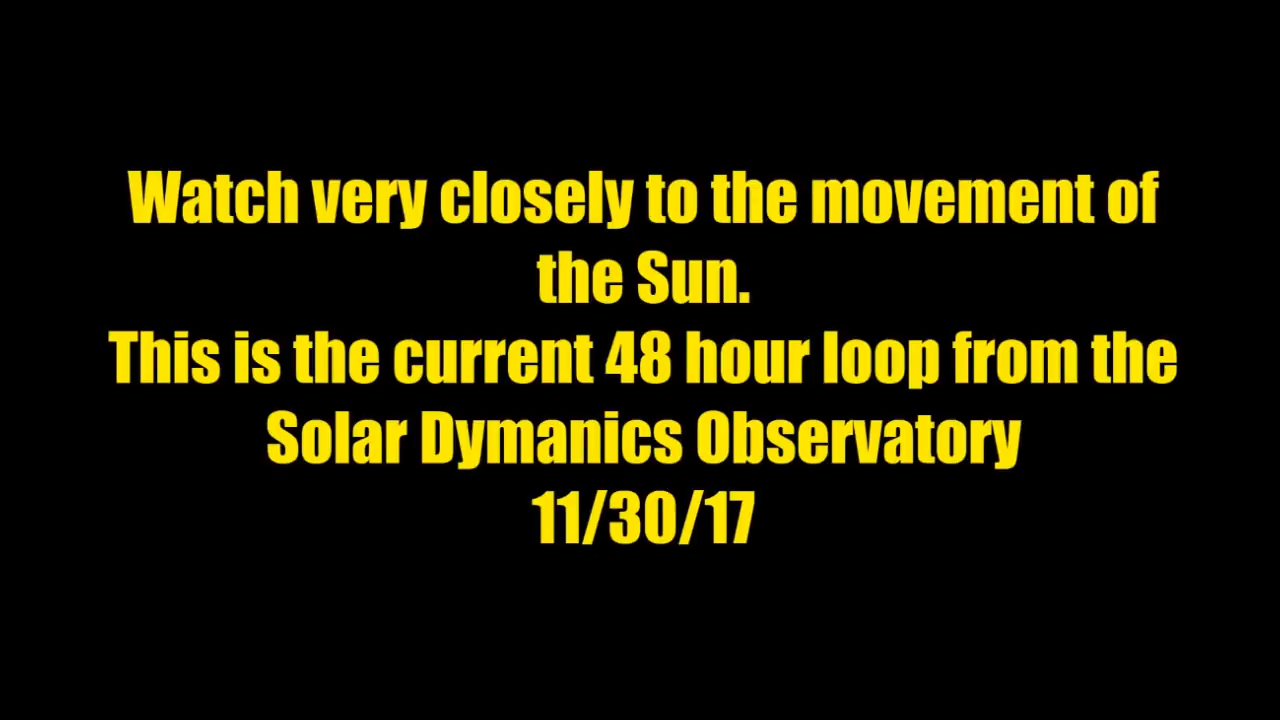 Watch very closely to the movement of
the Sun.
This is the current 48 hour loop from the
Solar Dymanics Observatory
11/30/17